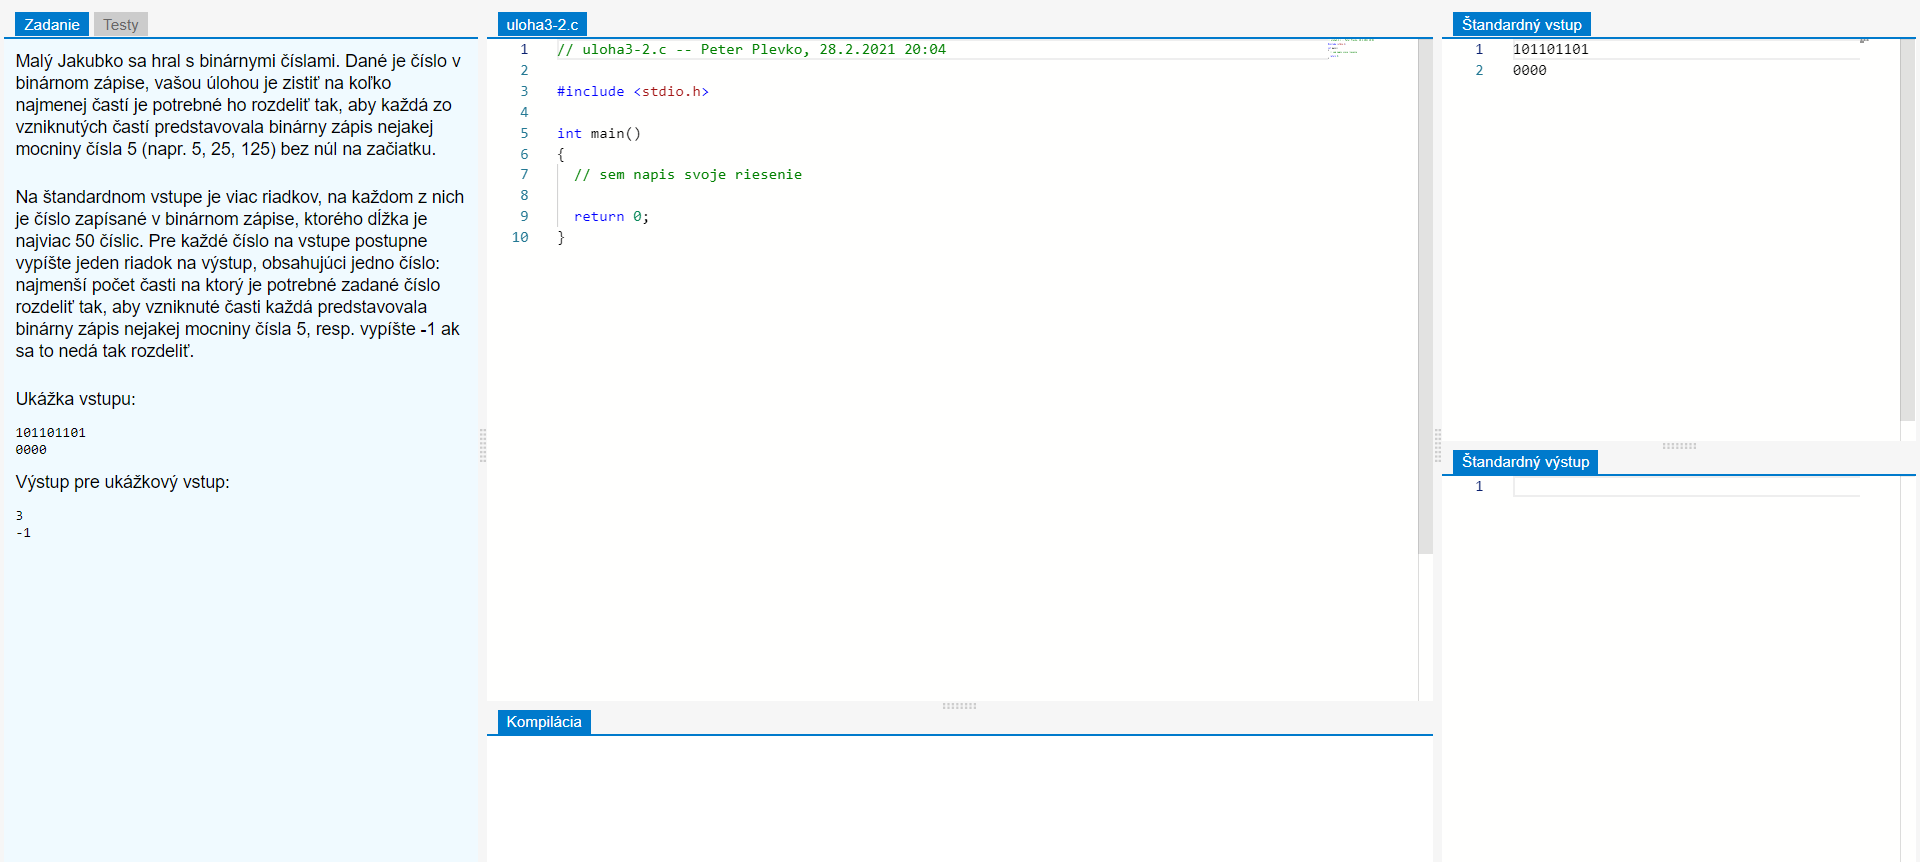 Zadanie Testy
Malý Jakubko sa hral s binárnymi číslami. Dané je číslo v
binárnom zápise, vašou úlohou je zistiť na koľko
najmenej častí je potrebné ho rozdeliť tak, aby každá zo
vzniknutých častí predstavovala binárny zápis nejakej
mocniny čísla 5 (napr. 5, 25, 125) bez núl na začiatku.
Na štandardnom vstupe je viac riadkov, na každom z nich
je číslo zapísané v binárnom zápise, ktorého dĺžka je
najviac 50 číslic. Pre každé číslo na vstupe postupne
vypíšte jeden riadok na výstup, obsahujúci jedno číslo:
najmenší počet časti na ktorý je potrebné zadané číslo
rozdeliť tak, aby vzniknuté časti každá predstavovala
binárny zápis nejakej mocniny čísla 5, resp. vypíšte -1 ak
sa to nedá tak rozdeliť.
Ukážka vstupu:
101101101
0000
Výstup pre ukážkový vstup:
3
-1
uloha3-2.c
1 // uloha3-2.c -- Peter Plevko, 28.2.2021 20:04
2
3 #include <stdio.h>
4
5 int main()
6 {
7 // sem napis svoje riesenie
8
9 return 0;
10 }
Kompilácia
Štandardný vstup
1 101101101
2 0000
Štandardný výstup
1